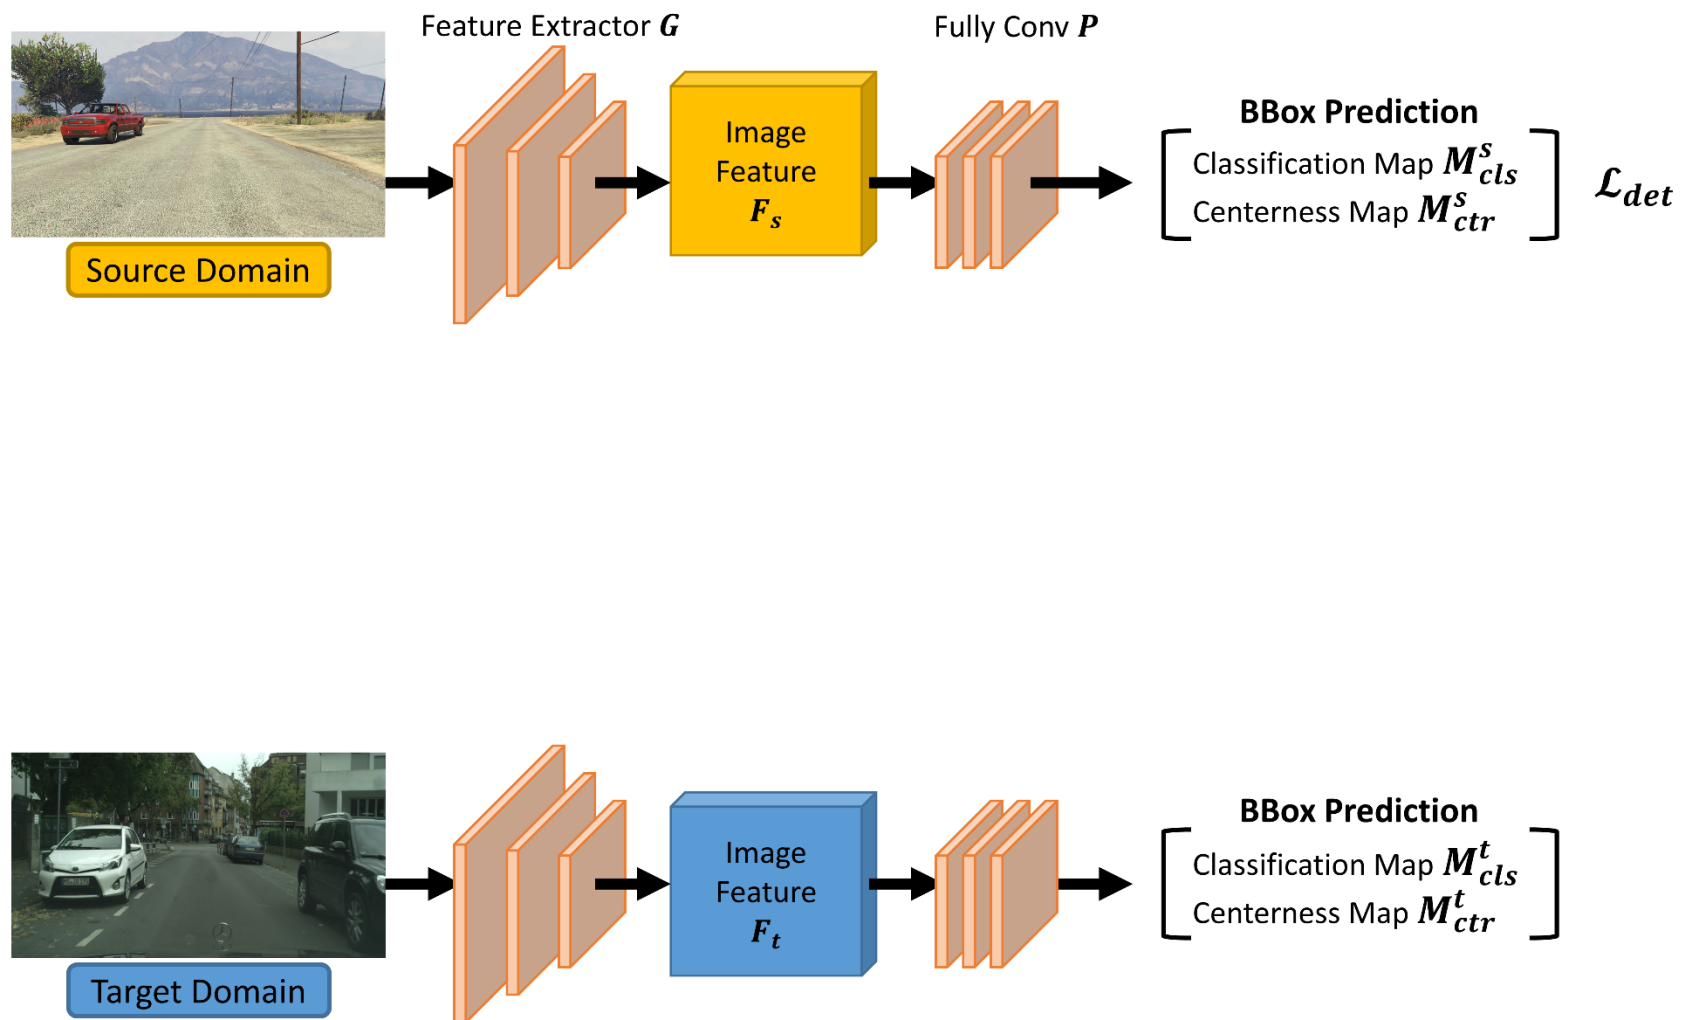 Feature Extractor G
Fully Conv P
Image
Feature
F_s
BBox Prediction
Classification Map M^s_cls
Centerness Map M^s_ctr
ℒ_det
Source Domain
Image
Feature
F_t
BBox Prediction
Classification Map M^t_cls
Centerness Map M^t_ctr
Target Domain